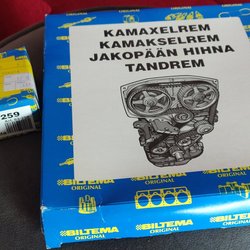 KAMAXELREM
KAMAKSELREM
JAKOPÄÄN HIHNA
TANDREM
259
BILTEMA
ORIGINAL
BILTEMA
ORIGINAL
BILTEMA
ORIGINAL